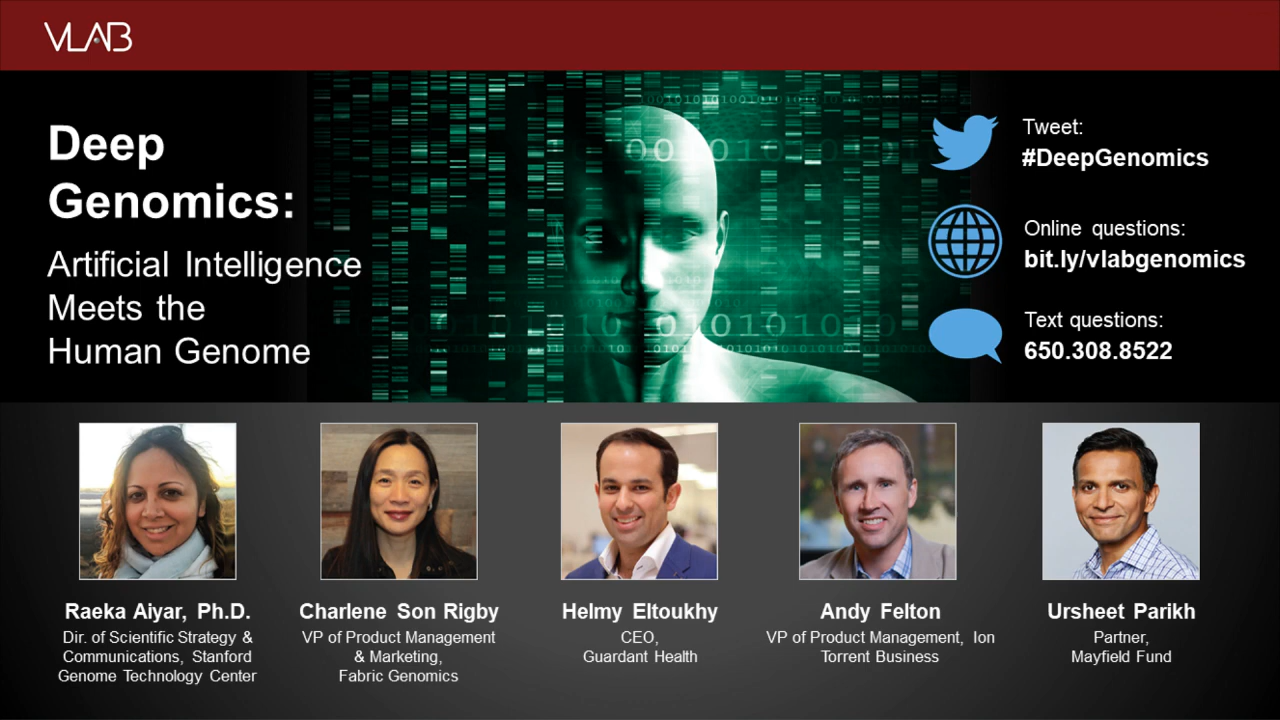 VLAB
Deep
Genomics:
Artificial Intelligence
Meets the
Human Genome
Tweet:
#DeepGenomics
Online questions:
bit.ly/vlabgenomics
Text questions:
650.308.8522
Raeka Aiyar, Ph.D.
Dir. of Scientific Strategy &
Communications, Stanford
Genome Technology Center
Charlene Son Rigby
VP of Product Management
& Marketing,
Fabric Genomics
Helmy Eltoukhy
CEO,
Guardant Health
Andy Felton
VP of Product Management, Ion
Torrent Business
Ursheet Parikh
Partner,
Mayfield Fund